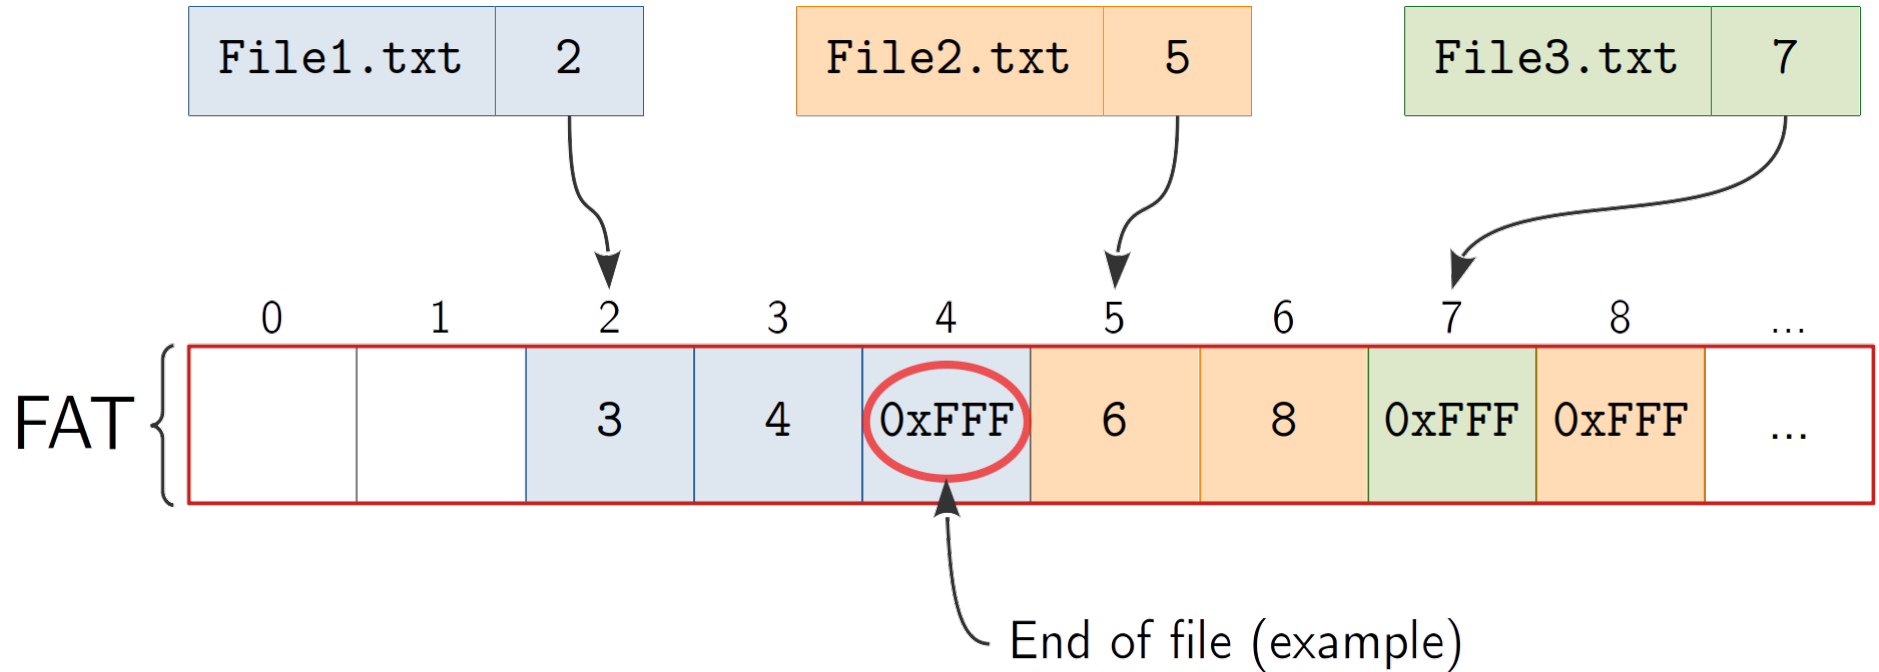 File1.txt 2 File2.txt 5 File3.txt 7
0 1 2 3 4 5 6 7 8 ...
FAT 3 4 0xFFF 6 8 0xFFF 0xFFF ...
End of file (example)